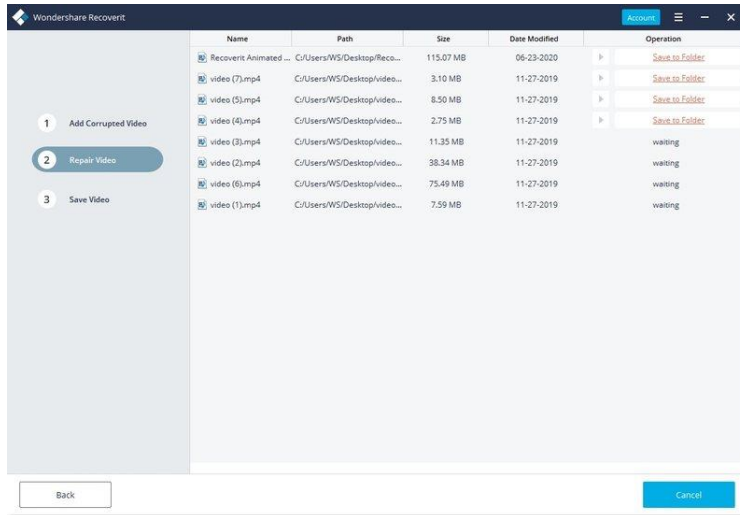 Wondershare Recoverit Account
Name Path Size Date Modified Operation
Recoverit Animated ... C:/Users/WS/Desktop/Reco... 115.07 MB 06-23-2020 Save to Folder
video (7).mp4 C:/Users/WS/Desktop/video... 3.10 MB 11-27-2019 Save to Folder
video (5).mp4 C:/Users/WS/Desktop/video... 8.50 MB 11-27-2019 Save to Folder
video (4).mp4 C:/Users/WS/Desktop/video... 2.75 MB 11-27-2019 Save to Folder
video (3).mp4 C:/Users/WS/Desktop/video... 11.35 MB 11-27-2019 waiting
video (2).mp4 C:/Users/WS/Desktop/video... 38.34 MB 11-27-2019 waiting
video (6).mp4 C:/Users/WS/Desktop/video... 75.49 MB 11-27-2019 waiting
video (1).mp4 C:/Users/WS/Desktop/video... 7.59 MB 11-27-2019 waiting
1 Add Corrupted Video
2 Repair Video
3 Save Video
Back Cancel